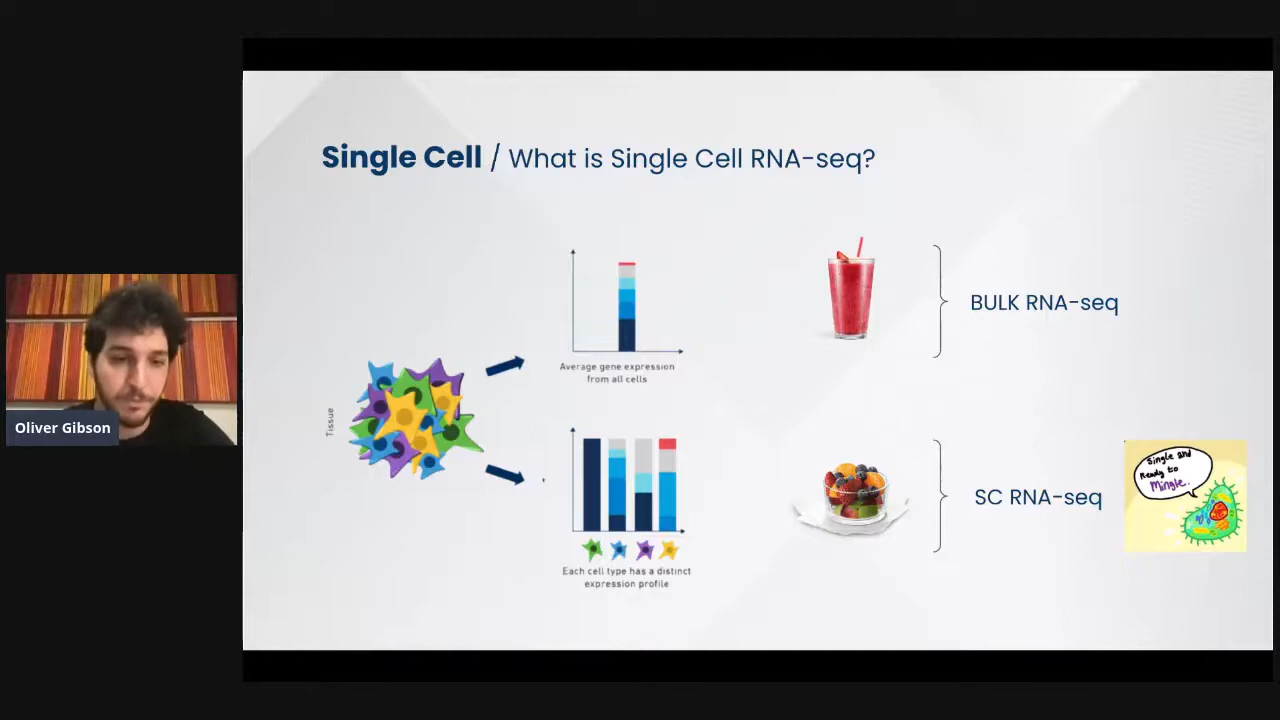 Single Cell / What is Single Cell RNA-seq?
BULK RNA-seq
Average gene expression
from all cells
Tissue
Oliver Gibson
Single and
Ready to
Mingle.
SC RNA-seq
Each cell type has a distinct
expression profile